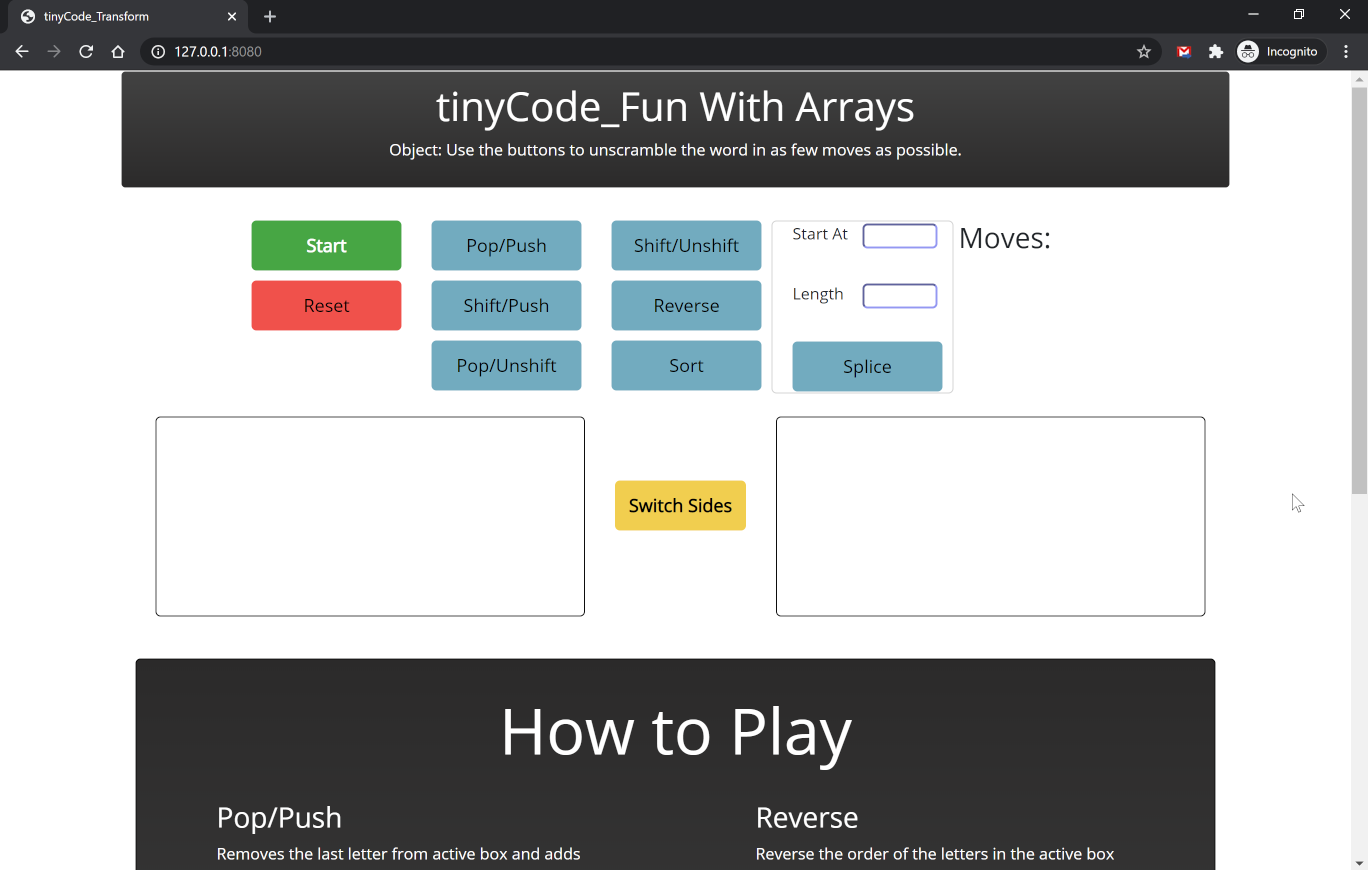 tinyCode_Transform
127.0.0.1:8080
Incognito
tinyCode_Fun With Arrays
Object: Use the buttons to unscramble the word in as few moves as possible.
Start
Pop/Push
Shift/Unshift
Start At
Moves:
Reset
Shift/Push
Reverse
Length
Pop/Unshift
Sort
Splice
Switch Sides
How to Play
Pop/Push
Removes the last letter from active box and adds
Reverse
Reverse the order of the letters in the active box